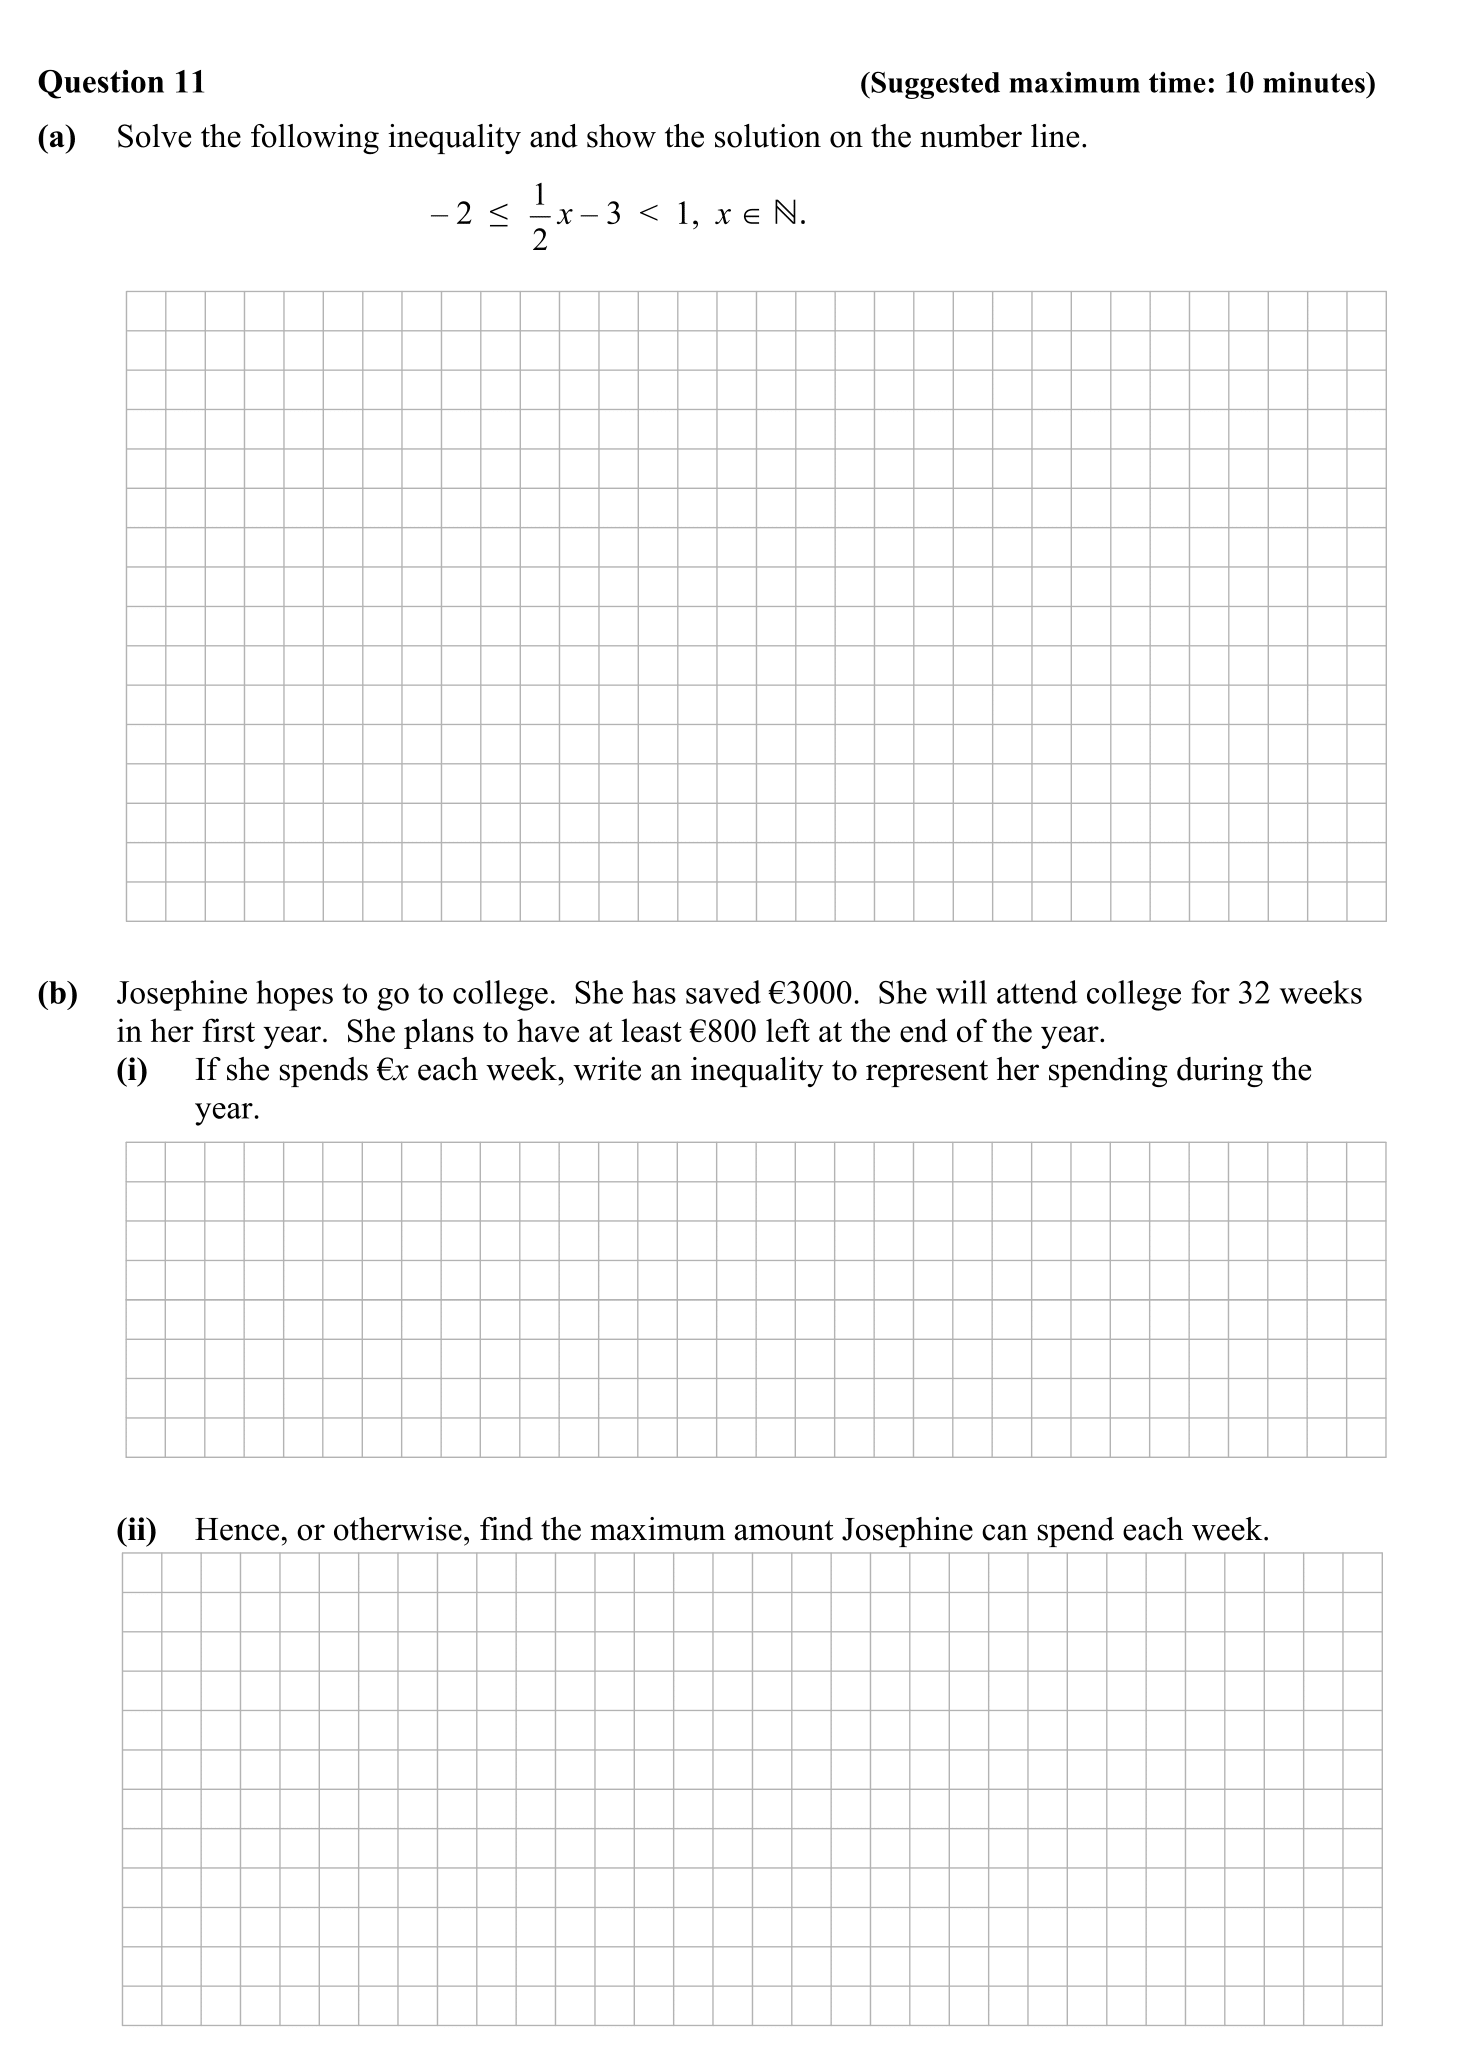 Question 11 (Suggested maximum time: 10 minutes)
(a) Solve the following inequality and show the solution on the number line.
– 2 ≤ 1/2 x – 3 < 1, x ∈ ℕ.
(b) Josephine hopes to go to college. She has saved €3000. She will attend college for 32 weeks
in her first year. She plans to have at least €800 left at the end of the year.
(i) If she spends €x each week, write an inequality to represent her spending during the
year.
(ii) Hence, or otherwise, find the maximum amount Josephine can spend each week.